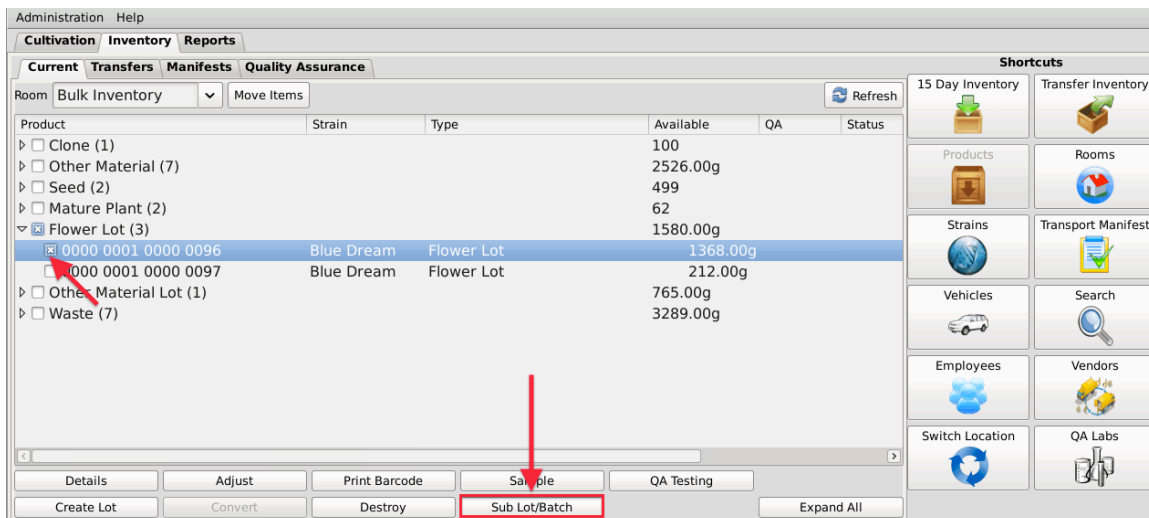 Administration Help
Cultivation Inventory Reports
Current Transfers Manifests Quality Assurance
Room Bulk Inventory Move Items Refresh
Product Strain Type Available QA Status
Clone (1) 100
Other Material (7) 2526.00g
Seed (2) 499
Mature Plant (2) 62
Flower Lot (3) 1580.00g
0000 0001 0000 0096 Blue Dream Flower Lot 1368.00g
0000 0001 0000 0097 Blue Dream Flower Lot 212.00g
Other Material Lot (1) 765.00g
Waste (7) 3289.00g
Details Adjust Print Barcode Sample QA Testing
Create Lot Convert Destroy Sub Lot/Batch Expand All
Shortcuts
15 Day Inventory Transfer Inventory
Products Rooms
Strains Transport Manifest
Vehicles Search
Employees Vendors
Switch Location QA Labs